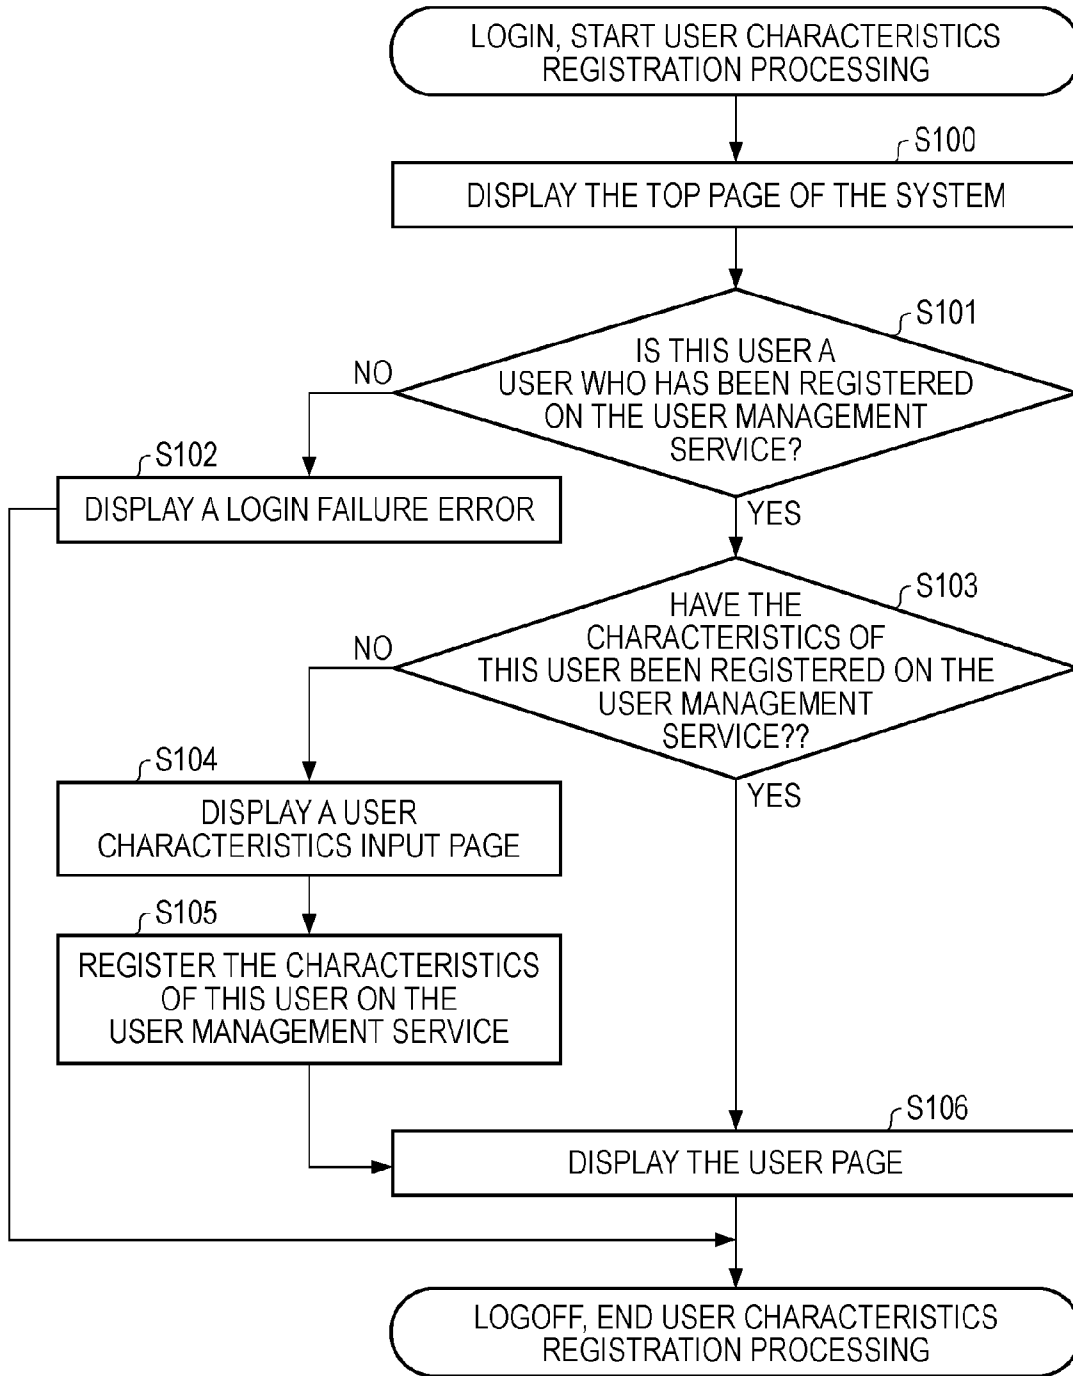 LOGIN, START USER CHARACTERISTICS
REGISTRATION PROCESSING
S100
DISPLAY THE TOP PAGE OF THE SYSTEM
S101
IS THIS USER A
USER WHO HAS BEEN REGISTERED
ON THE USER MANAGEMENT
SERVICE?
NO
YES
S102
DISPLAY A LOGIN FAILURE ERROR
S103
HAVE THE
CHARACTERISTICS OF
THIS USER BEEN REGISTERED ON THE
USER MANAGEMENT
SERVICE??
NO
YES
S104
DISPLAY A USER
CHARACTERISTICS INPUT PAGE
S105
REGISTER THE CHARACTERISTICS
OF THIS USER ON THE
USER MANAGEMENT SERVICE
S106
DISPLAY THE USER PAGE
LOGOFF, END USER CHARACTERISTICS
REGISTRATION PROCESSING